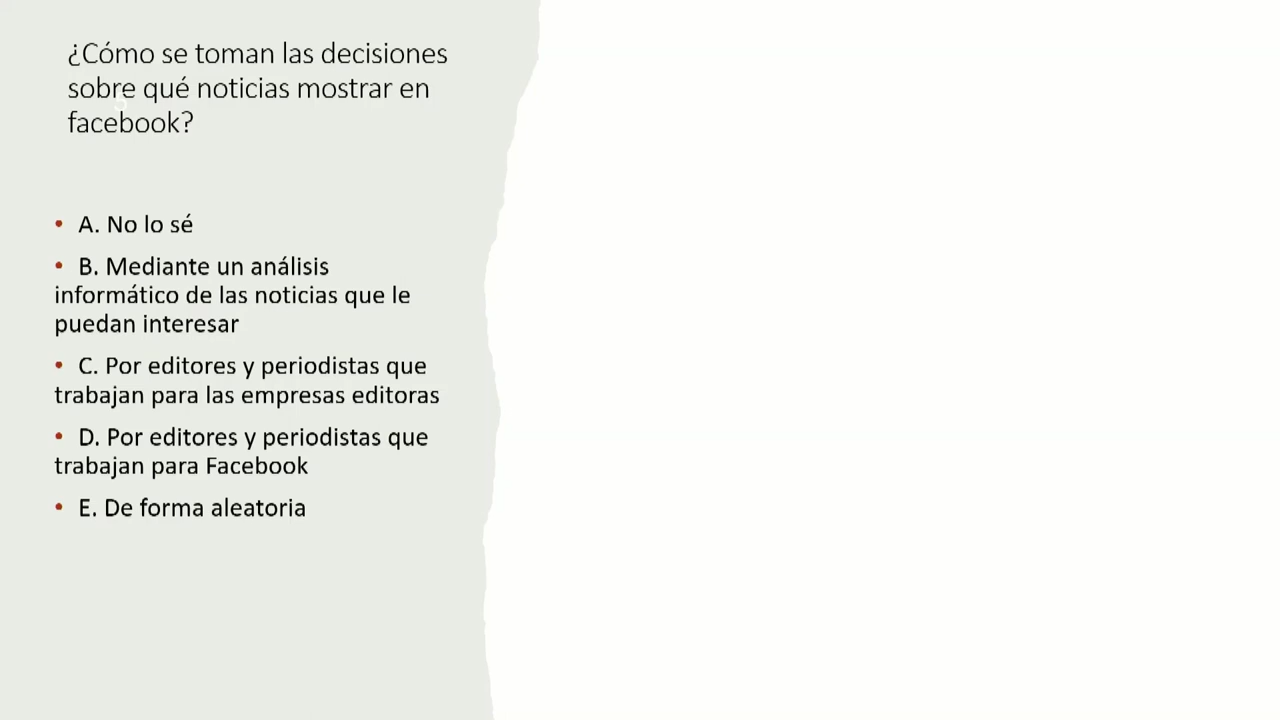 ¿Cómo se toman las decisiones
sobre qué noticias mostrar en
facebook?
• A. No lo sé
• B. Mediante un análisis
informático de las noticias que le
puedan interesar
• C. Por editores y periodistas que
trabajan para las empresas editoras
• D. Por editores y periodistas que
trabajan para Facebook
• E. De forma aleatoria